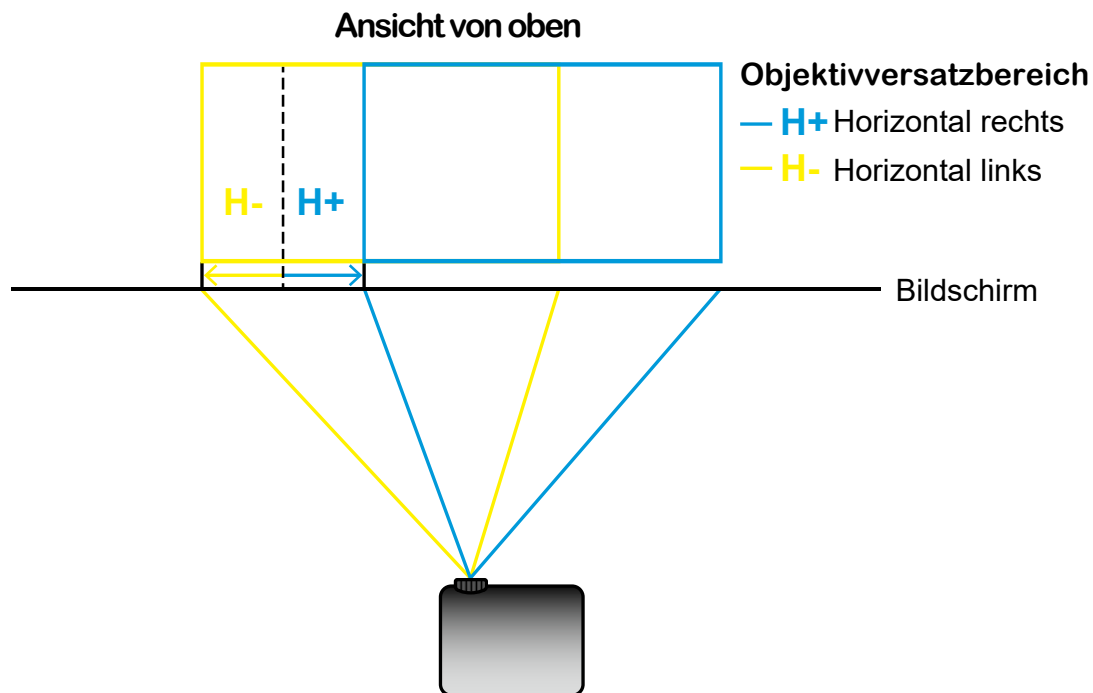 Ansicht von oben
Objektivversatzbereich
H+ Horizontal rechts
H- Horizontal links
H- H+
Bildschirm